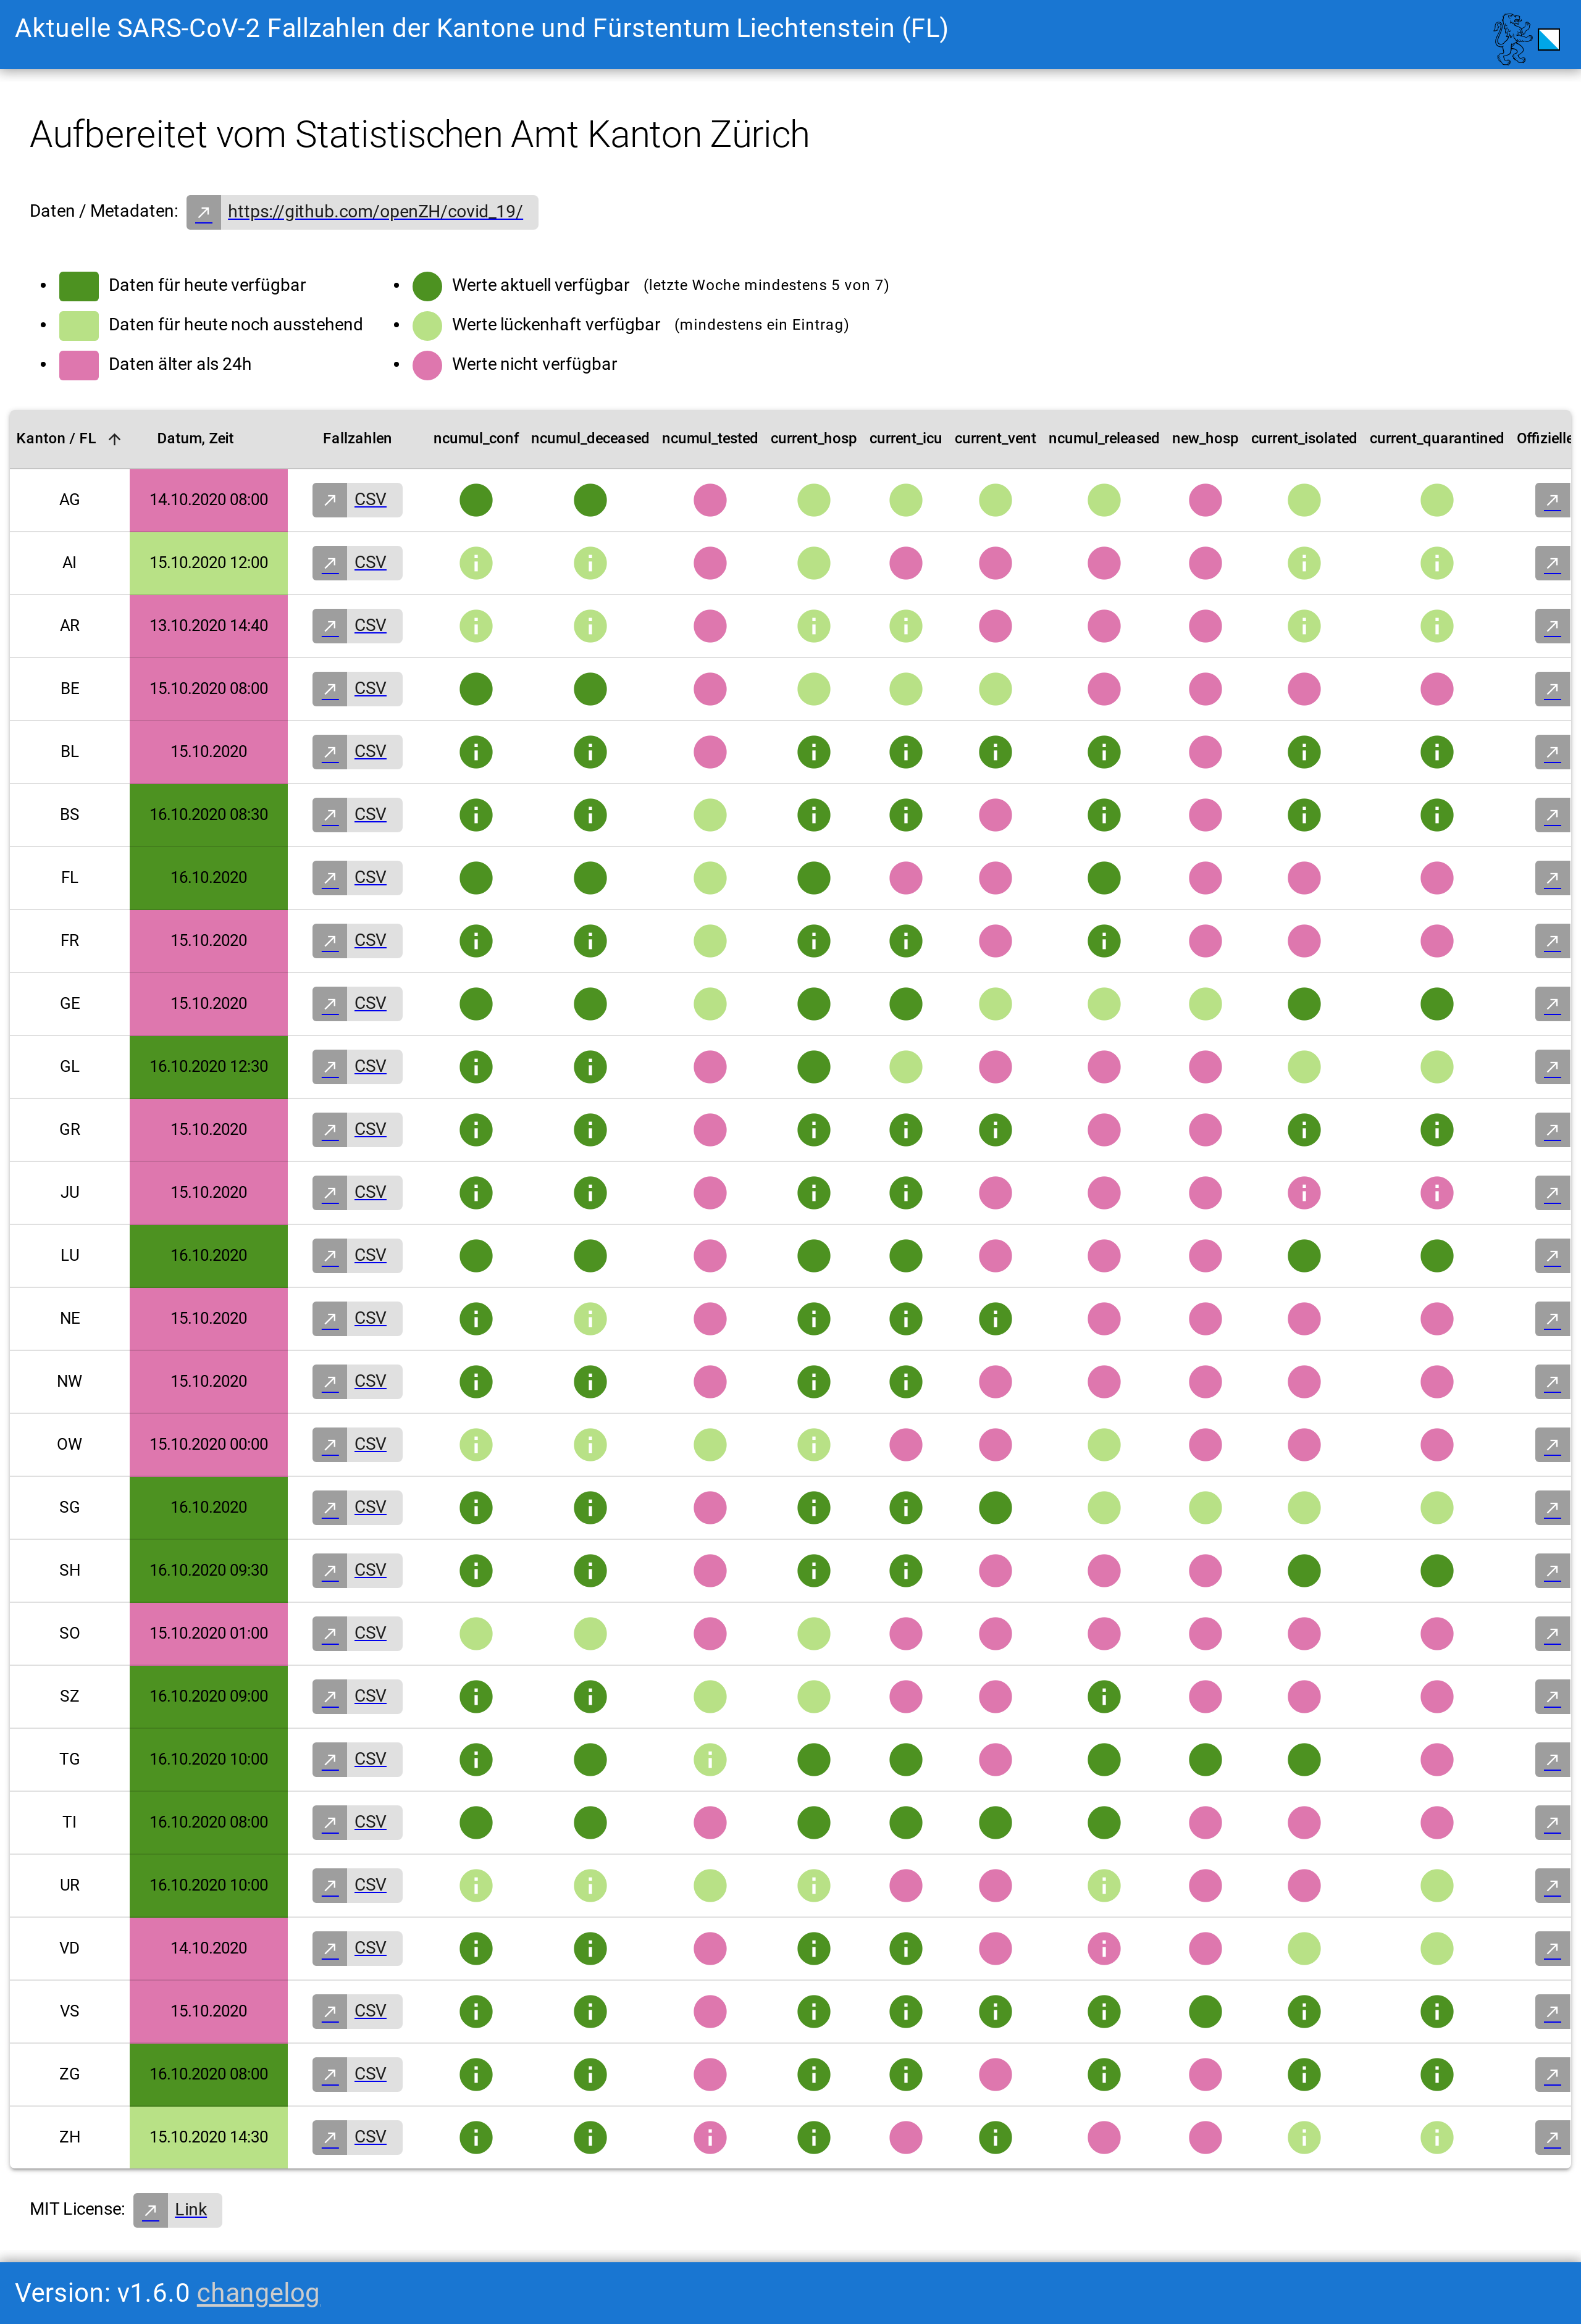 Aktuelle SARS-CoV-2 Fallzahlen der Kantone und Fürstentum Liechtenstein (FL)
Aufbereitet vom Statistischen Amt Kanton Zürich
Daten / Metadaten: https://github.com/openZH/covid_19/
Daten für heute verfügbar
Daten für heute noch ausstehend
Daten älter als 24h
Werte aktuell verfügbar (letzte Woche mindestens 5 von 7)
Werte lückenhaft verfügbar (mindestens ein Eintrag)
Werte nicht verfügbar
Kanton / FL Datum, Zeit Fallzahlen ncumul_conf ncumul_deceased ncumul_tested current_hosp current_icu current_vent ncumul_released new_hosp current_isolated current_quarantined Offizielle
AG 14.10.2020 08:00 CSV
AI 15.10.2020 12:00 CSV
AR 13.10.2020 14:40 CSV
BE 15.10.2020 08:00 CSV
BL 15.10.2020 CSV
BS 16.10.2020 08:30 CSV
FL 16.10.2020 CSV
FR 15.10.2020 CSV
GE 15.10.2020 CSV
GL 16.10.2020 12:30 CSV
GR 15.10.2020 CSV
JU 15.10.2020 CSV
LU 16.10.2020 CSV
NE 15.10.2020 CSV
NW 15.10.2020 CSV
OW 15.10.2020 00:00 CSV
SG 16.10.2020 CSV
SH 16.10.2020 09:30 CSV
SO 15.10.2020 01:00 CSV
SZ 16.10.2020 09:00 CSV
TG 16.10.2020 10:00 CSV
TI 16.10.2020 08:00 CSV
UR 16.10.2020 10:00 CSV
VD 14.10.2020 CSV
VS 15.10.2020 CSV
ZG 16.10.2020 08:00 CSV
ZH 15.10.2020 14:30 CSV
MIT License: Link
Version: v1.6.0 changelog